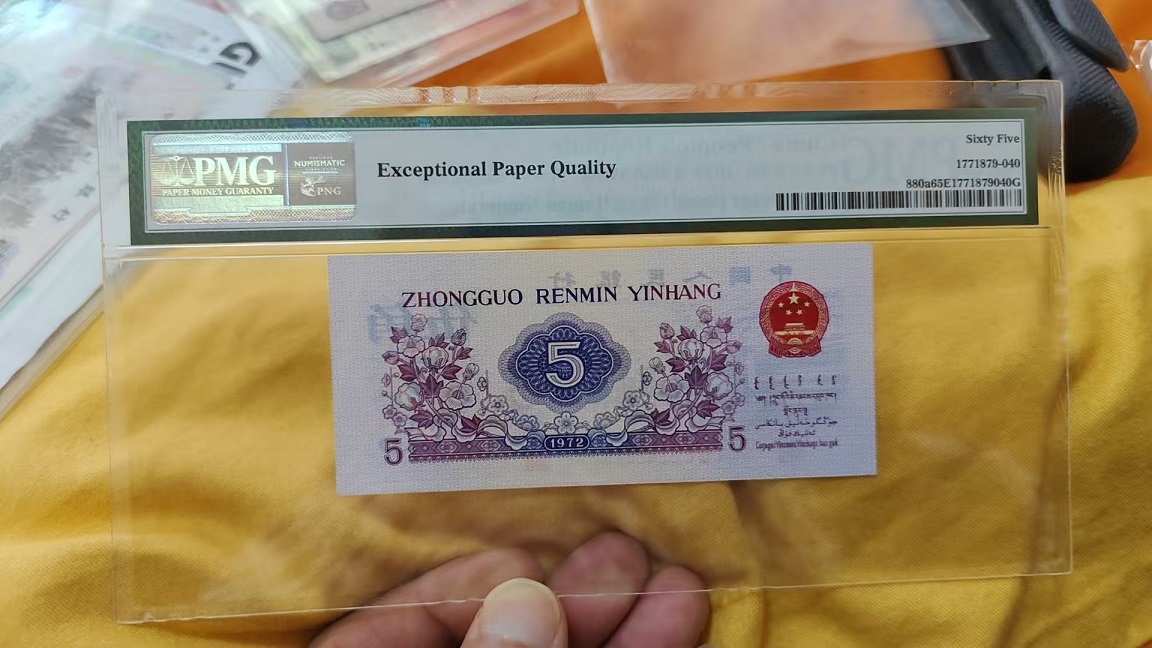 PMG
PAPER MONEY GUARANTY
NUMISMATIC
PNG
Exceptional Paper Quality
Sixty Five
1771879-040
880a65E1771879040G
ZHONGGUO RENMIN YINHANG
5
5
1972
5